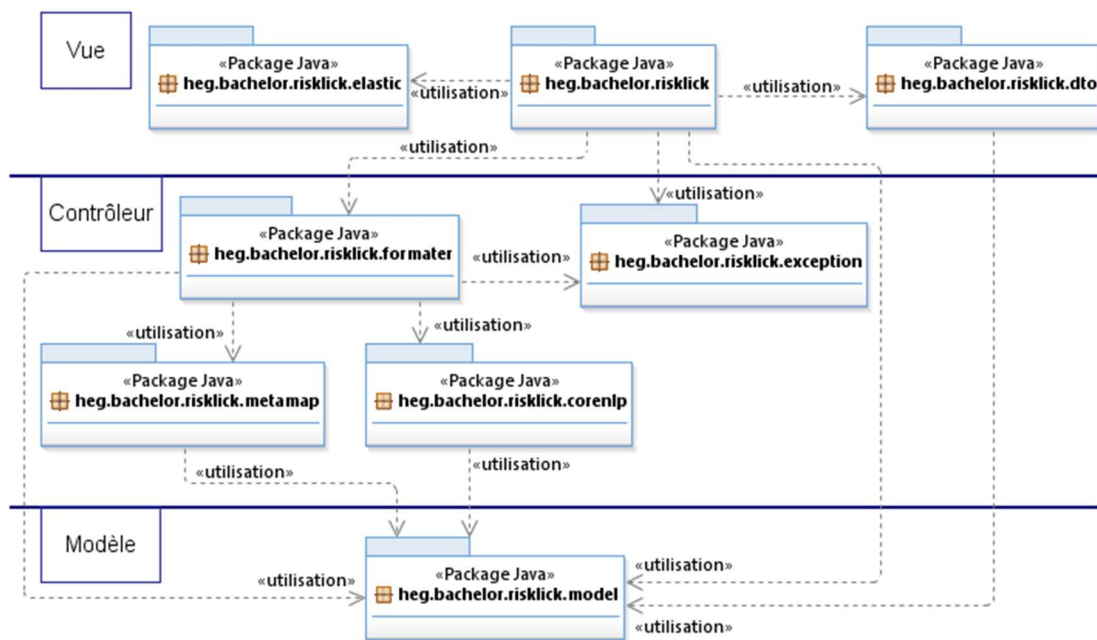 Vue
«Package Java»
heg.bachelor.risklick.elastic
«utilisation»
«Package Java»
heg.bachelor.risklick
«utilisation»
«Package Java»
heg.bachelor.risklick.dto
«utilisation»
«utilisation»
Contrôleur
«Package Java»
heg.bachelor.risklick.formater
«utilisation»
«Package Java»
heg.bachelor.risklick.exception
«utilisation»
«utilisation»
«Package Java»
heg.bachelor.risklick.metamap
«Package Java»
heg.bachelor.risklick.corenlp
«utilisation»
«utilisation»
Modèle
«utilisation»
«Package Java»
heg.bachelor.risklick.model
«utilisation»
«utilisation»